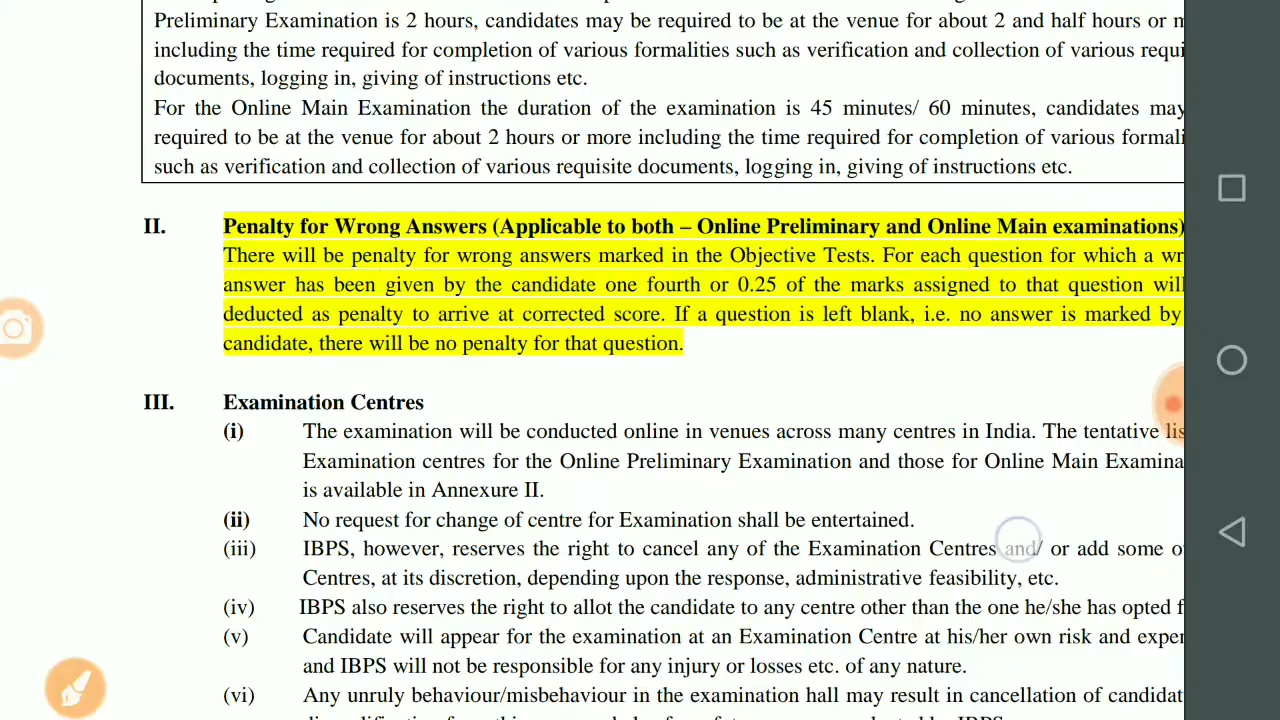 Preliminary Examination is 2 hours, candidates may be required to be at the venue for about 2 and half hours or
including the time required for completion of various formalities such as verification and collection of various requi
documents, logging in, giving of instructions etc.
For the Online Main Examination the duration of the examination is 45 minutes/ 60 minutes, candidates may
required to be at the venue for about 2 hours or more including the time required for completion of various formali
such as verification and collection of various requisite documents, logging in, giving of instructions etc.
II. Penalty for Wrong Answers (Applicable to both – Online Preliminary and Online Main examinations)
There will be penalty for wrong answers marked in the Objective Tests. For each question for which a wr
answer has been given by the candidate one fourth or 0.25 of the marks assigned to that question will
deducted as penalty to arrive at corrected score. If a question is left blank, i.e. no answer is marked by
candidate, there will be no penalty for that question.
III. Examination Centres
(i) The examination will be conducted online in venues across many centres in India. The tentative lis
Examination centres for the Online Preliminary Examination and those for Online Main Examina
is available in Annexure II.
(ii) No request for change of centre for Examination shall be entertained.
(iii) IBPS, however, reserves the right to cancel any of the Examination Centres and/ or add some o
Centres, at its discretion, depending upon the response, administrative feasibility, etc.
(iv) IBPS also reserves the right to allot the candidate to any centre other than the one he/she has opted f
(v) Candidate will appear for the examination at an Examination Centre at his/her own risk and expen
and IBPS will not be responsible for any injury or losses etc. of any nature.
(vi) Any unruly behaviour/misbehaviour in the examination hall may result in cancellation of candidat